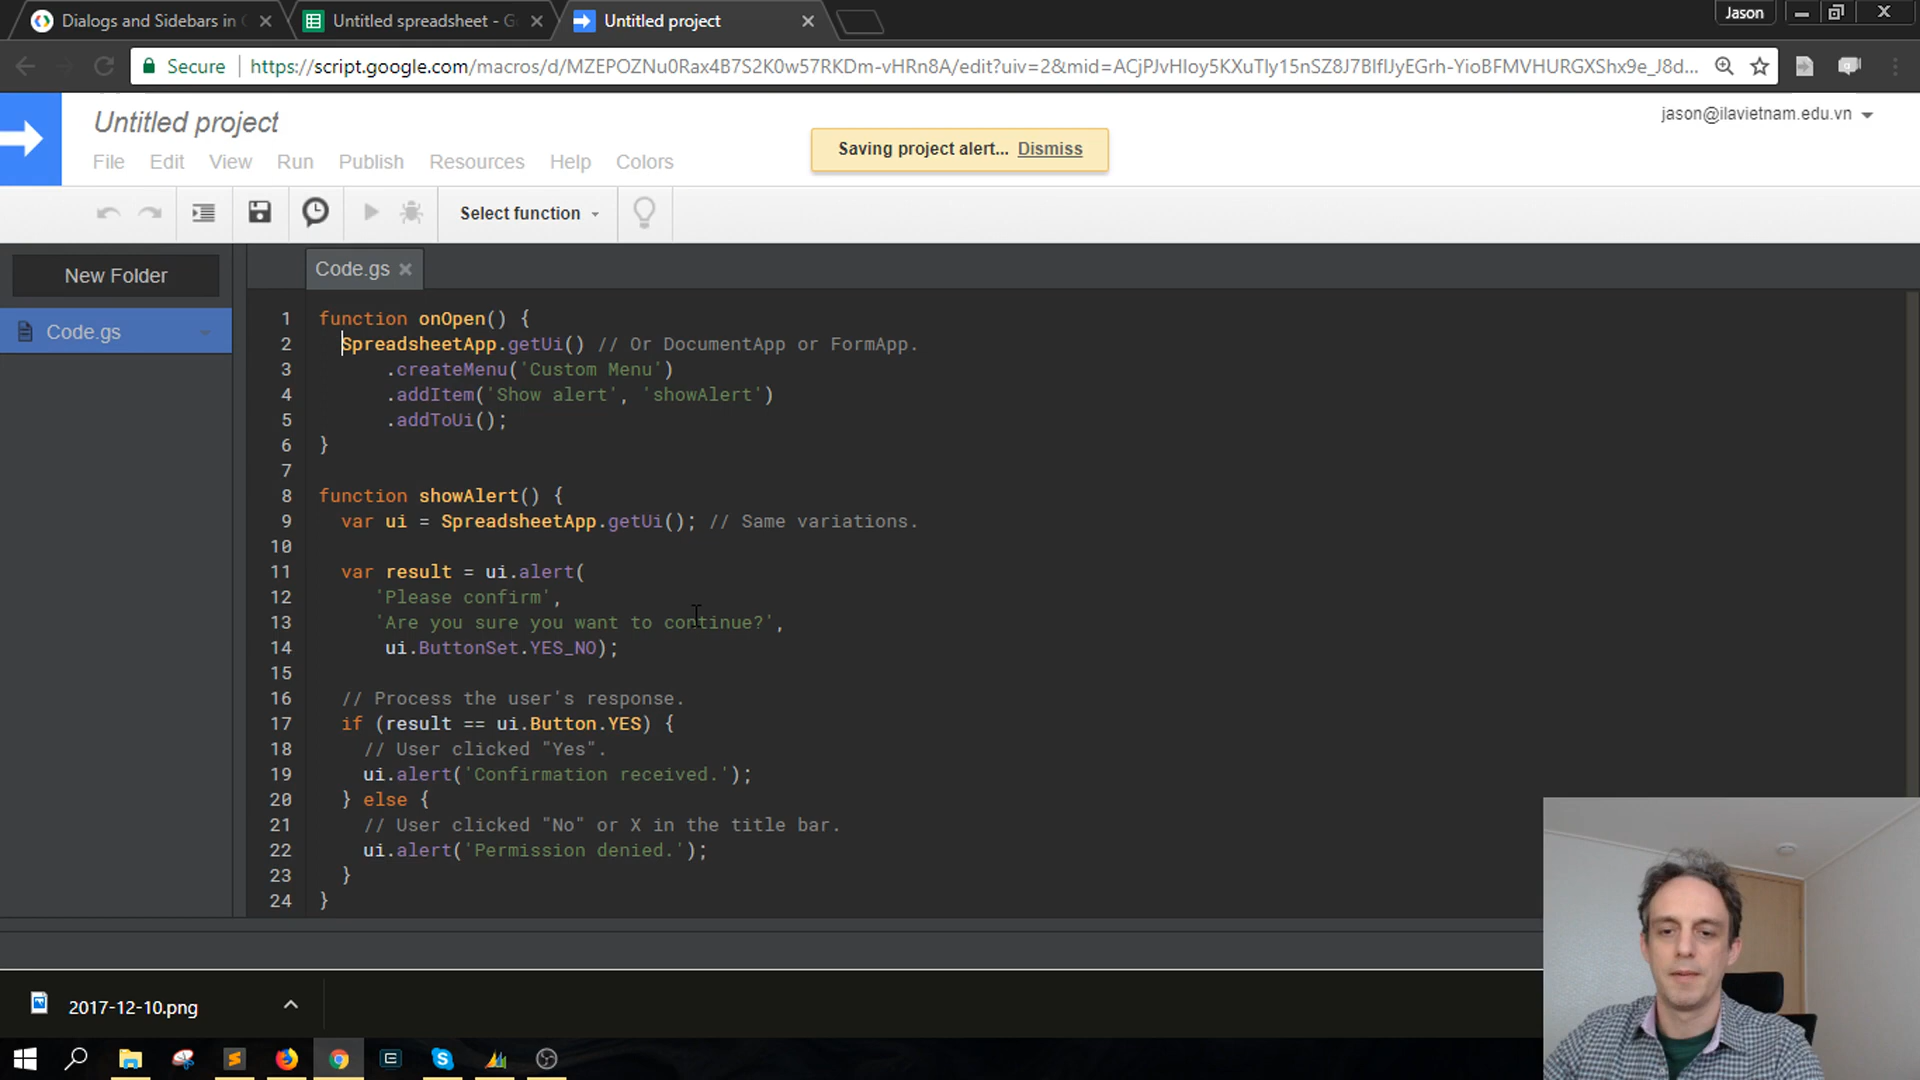 Dialogs and Sidebars in
Untitled spreadsheet - G
Untitled project
Jason
Secure
https://script.google.com/macros/d/MZEPOZNu0Rax4B7S2K0w57RKDm-vHRn8A/edit?uiv=2&mid=ACjPJvHIoy5KXuTly15nSZ8J7BlflJyEGrh-YioBFMVHURGXShx9e_J8d...
Untitled project
jason@ilavietnam.edu.vn
File Edit View Run Publish Resources Help Colors
Saving project alert... Dismiss
Select function
New Folder
Code.gs
Code.gs
1 function onOpen() {
2 SpreadsheetApp.getUi() // Or DocumentApp or FormApp.
3 .createMenu('Custom Menu')
4 .addItem('Show alert', 'showAlert')
5 .addToUi();
6 }
7
8 function showAlert() {
9 var ui = SpreadsheetApp.getUi(); // Same variations.
10
11 var result = ui.alert(
12 'Please confirm',
13 'Are you sure you want to continue?',
14 ui.ButtonSet.YES_NO);
15
16 // Process the user's response.
17 if (result == ui.Button.YES) {
18 // User clicked "Yes".
19 ui.alert('Confirmation received.');
20 } else {
21 // User clicked "No" or X in the title bar.
22 ui.alert('Permission denied.');
23 }
24 }
2017-12-10.png